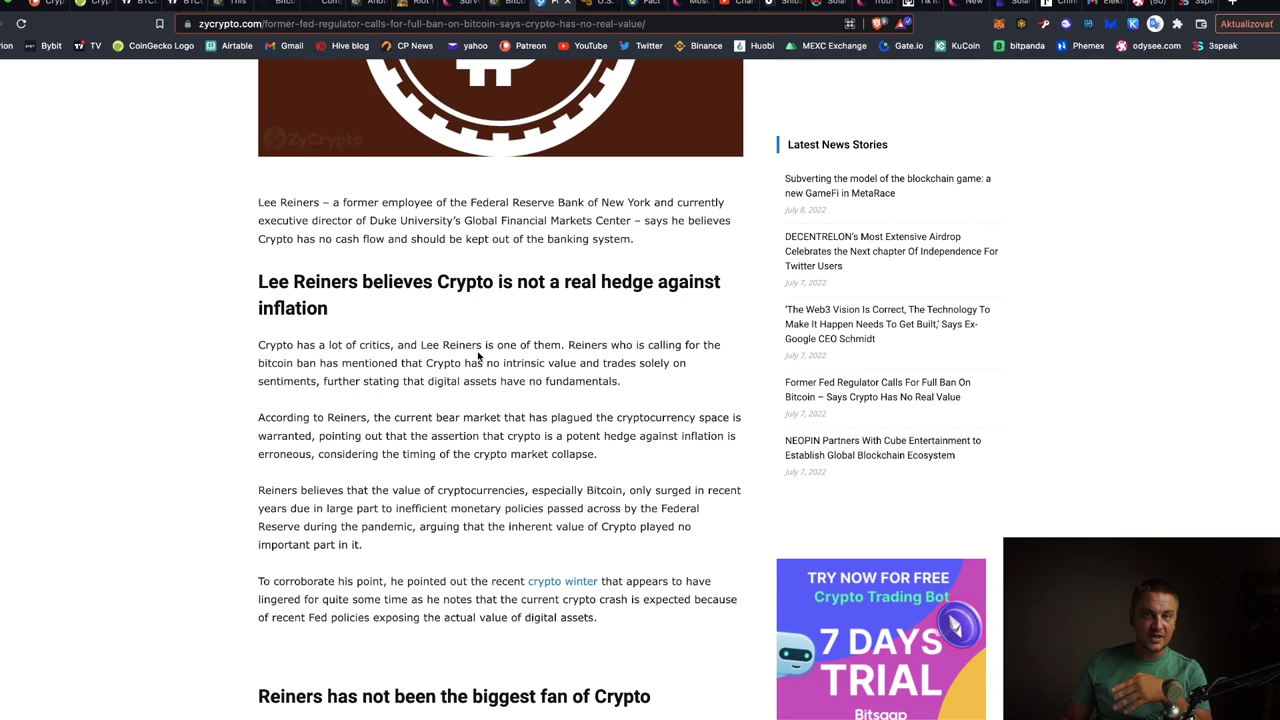 zycrypto.com/former-fed-regulator-calls-for-full-ban-on-bitcoin-says-crypto-has-no-real-value/
Aktualizovať
Bybit TV CoinGecko Logo Airtable Gmail Hive blog CP News yahoo Patreon YouTube Twitter Binance Huobi MEXC Exchange Gate.io KuCoin bitpanda Phemex odysee.com 3speak
ZyCrypto
Lee Reiners – a former employee of the Federal Reserve Bank of New York and currently
executive director of Duke University's Global Financial Markets Center – says he believes
Crypto has no cash flow and should be kept out of the banking system.
Lee Reiners believes Crypto is not a real hedge against
inflation
Crypto has a lot of critics, and Lee Reiners is one of them. Reiners who is calling for the
bitcoin ban has mentioned that Crypto has no intrinsic value and trades solely on
sentiments, further stating that digital assets have no fundamentals.
According to Reiners, the current bear market that has plagued the cryptocurrency space is
warranted, pointing out that the assertion that crypto is a potent hedge against inflation is
erroneous, considering the timing of the crypto market collapse.
Reiners believes that the value of cryptocurrencies, especially Bitcoin, only surged in recent
years due in large part to inefficient monetary policies passed across by the Federal
Reserve during the pandemic, arguing that the inherent value of Crypto played no
important part in it.
To corroborate his point, he pointed out the recent crypto winter that appears to have
lingered for quite some time as he notes that the current crypto crash is expected because
of recent Fed policies exposing the actual value of digital assets.
Reiners has not been the biggest fan of Crypto
Latest News Stories
Subverting the model of the blockchain game: a
new GameFi in MetaRace
July 8, 2022
DECENTRELON's Most Extensive Airdrop
Celebrates the Next chapter Of Independence For
Twitter Users
July 7, 2022
'The Web3 Vision Is Correct, The Technology To
Make It Happen Needs To Get Built,' Says Ex-
Google CEO Schmidt
July 7, 2022
Former Fed Regulator Calls For Full Ban On
Bitcoin – Says Crypto Has No Real Value
July 7, 2022
NEOPIN Partners With Cube Entertainment to
Establish Global Blockchain Ecosystem
July 7, 2022
TRY NOW FOR FREE
Crypto Trading Bot
7 DAYS
TRIAL
Bitsgap